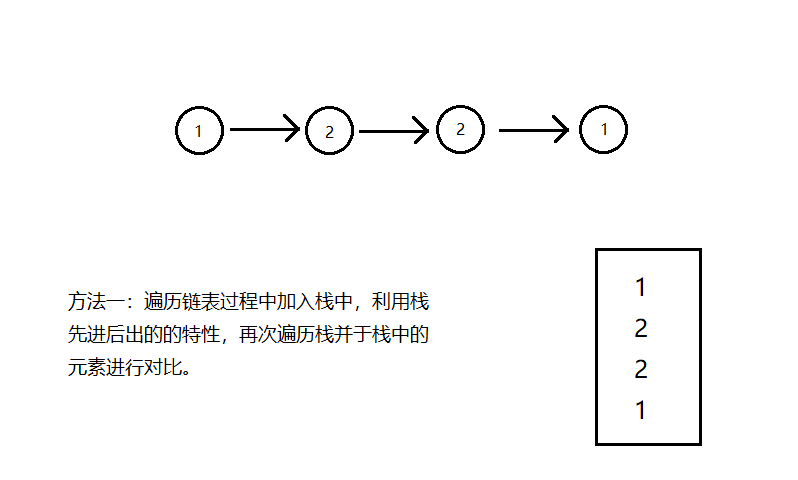 1 2 2 1
方法一：遍历链表过程中加入栈中，利用栈
先进后出的的特性，再次遍历栈并于栈中的
元素进行对比。
1
2
2
1